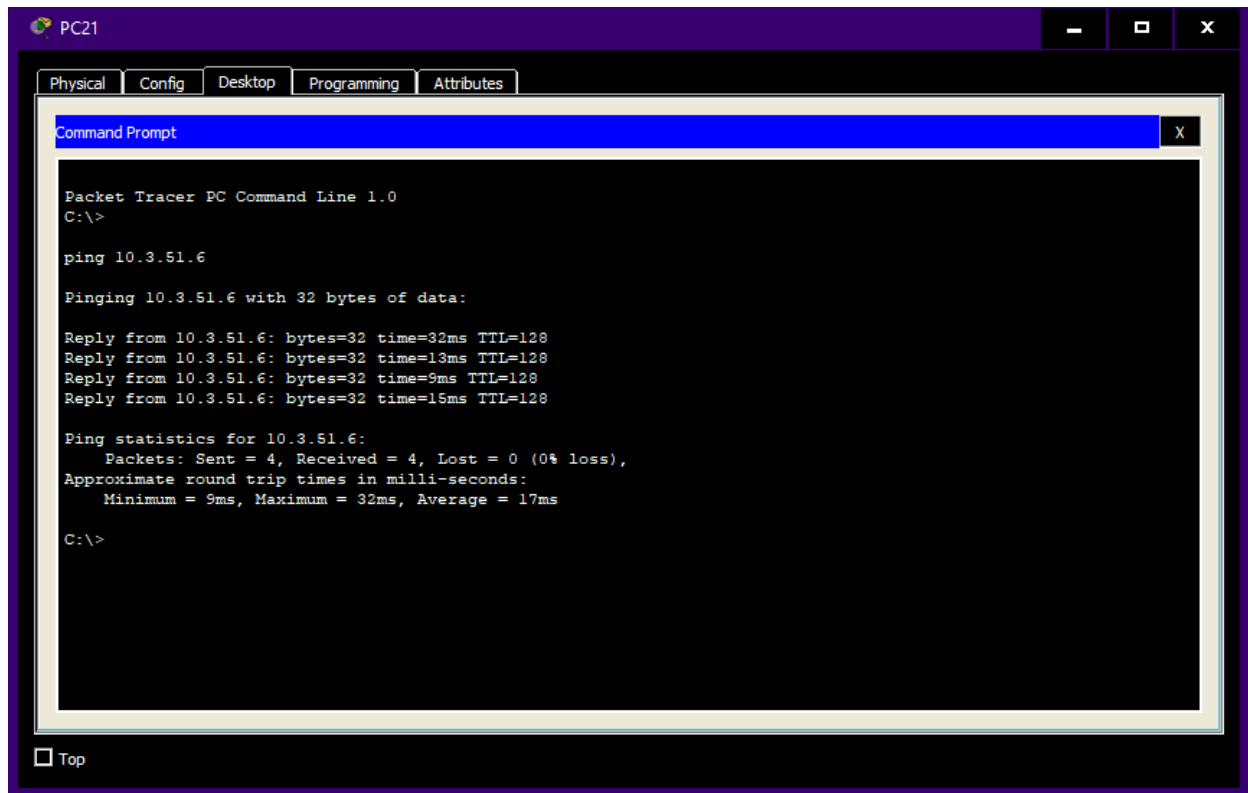 PC21
Physical Config Desktop Programming Attributes
Command Prompt X
Packet Tracer PC Command Line 1.0
C:\>
ping 10.3.51.6
Pinging 10.3.51.6 with 32 bytes of data:
Reply from 10.3.51.6: bytes=32 time=32ms TTL=128
Reply from 10.3.51.6: bytes=32 time=13ms TTL=128
Reply from 10.3.51.6: bytes=32 time=9ms TTL=128
Reply from 10.3.51.6: bytes=32 time=15ms TTL=128
Ping statistics for 10.3.51.6:
Packets: Sent = 4, Received = 4, Lost = 0 (0% loss),
Approximate round trip times in milli-seconds:
Minimum = 9ms, Maximum = 32ms, Average = 17ms
C:\>
Top